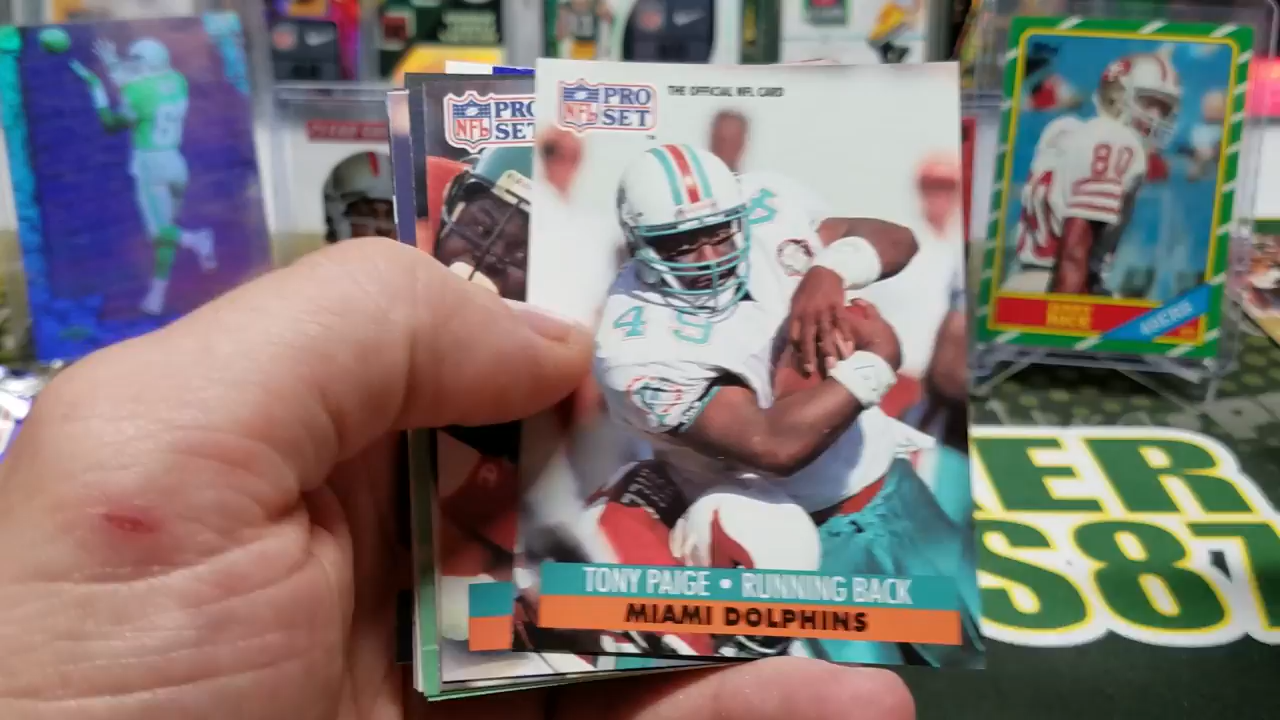 NFL PRO SET
THE OFFICIAL NFL CARD
NFL PRO SET
80
49
TONY PAIGE • RUNNING BACK
MIAMI DOLPHINS
49ERS
ER
S87